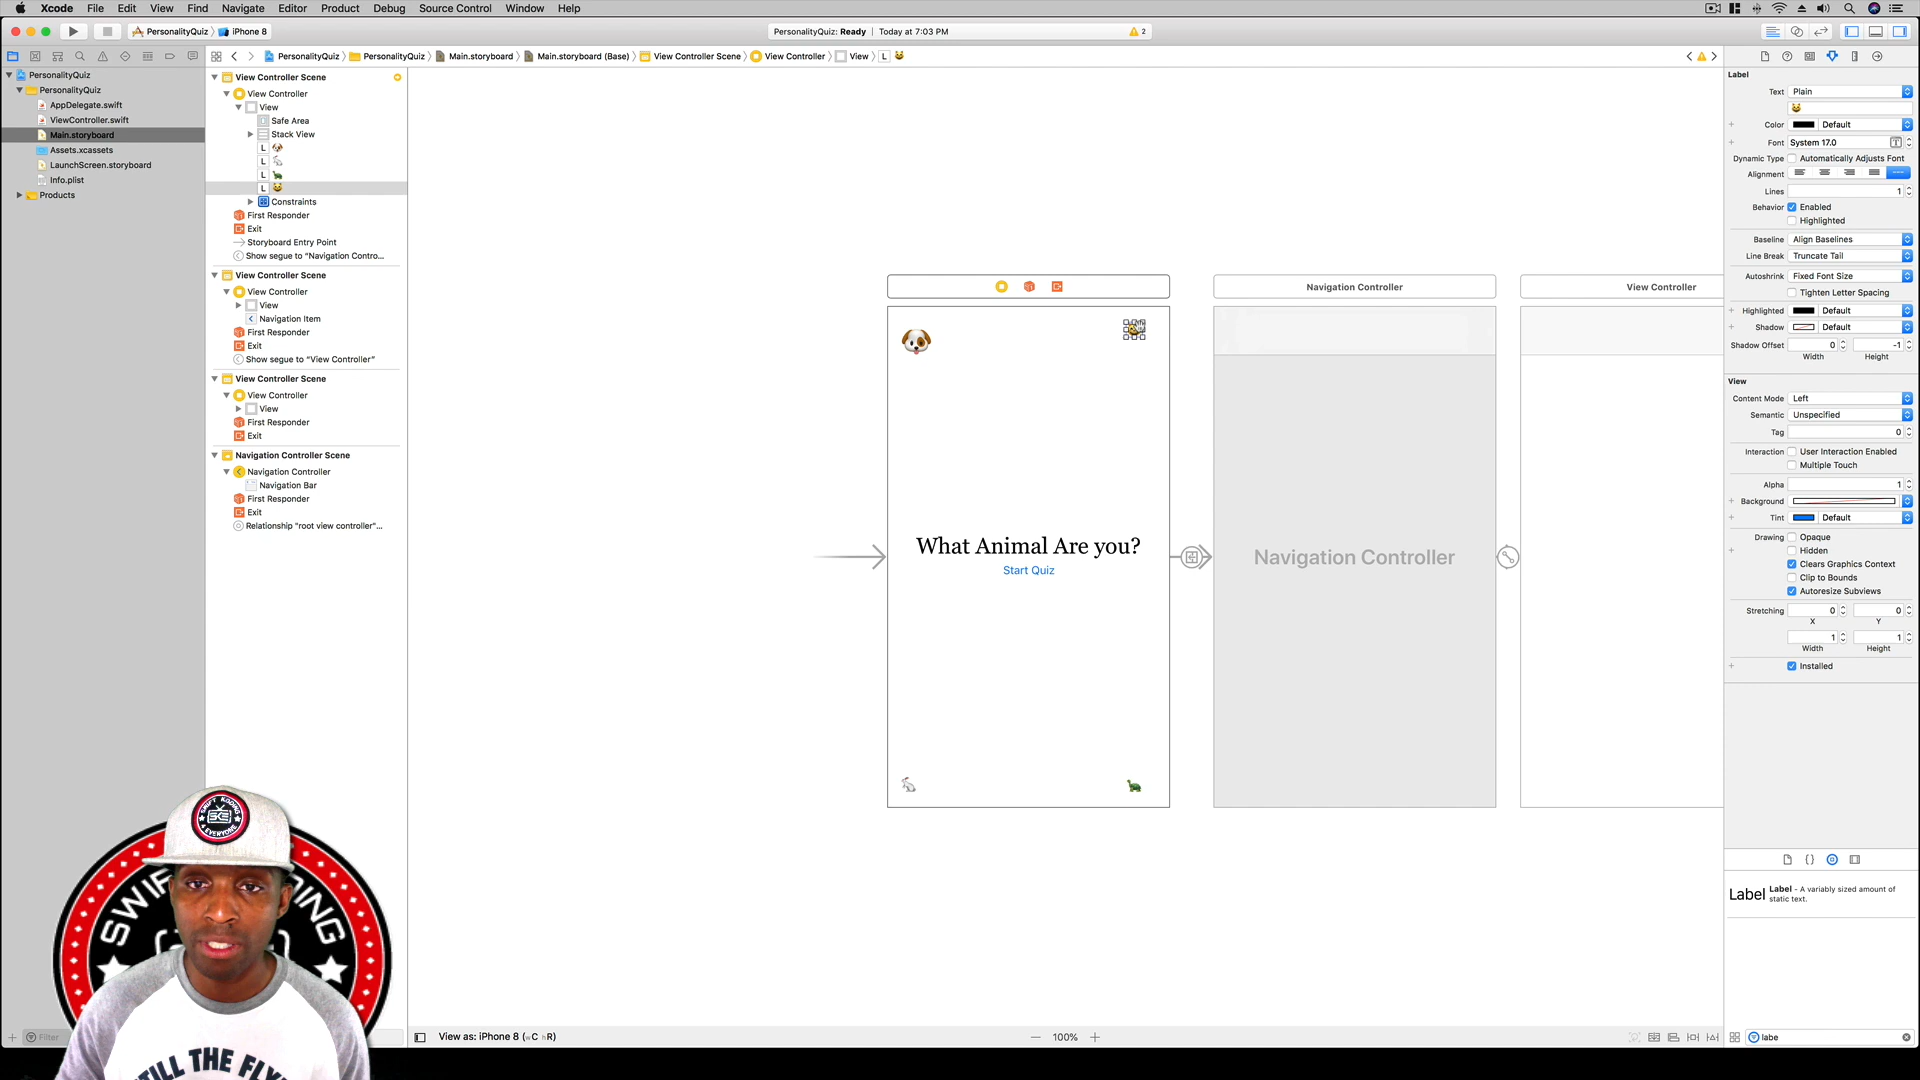 Xcode File Edit View Find Navigate Editor Product Debug Source Control Window Help
PersonalityQuiz iPhone 8
PersonalityQuiz: Ready | Today at 7:03 PM
2
PersonalityQuiz PersonalityQuiz Main.storyboard Main.storyboard (Base) View Controller Scene View Controller View L 😺
PersonalityQuiz
PersonalityQuiz
AppDelegate.swift
ViewController.swift
Main.storyboard
Assets.xcassets
LaunchScreen.storyboard
Info.plist
Products
View Controller Scene
View Controller
View
Safe Area
Stack View
L 🐶
L 🐇
L 🐢
L 😺
Constraints
First Responder
Exit
Storyboard Entry Point
Show segue to “Navigation Contro...
View Controller Scene
View Controller
View
Navigation Item
First Responder
Exit
Show segue to “View Controller”
View Controller Scene
View Controller
View
First Responder
Exit
Navigation Controller Scene
Navigation Controller
Navigation Bar
First Responder
Exit
Relationship “root view controller”...
Navigation Controller
View Controller
What Animal Are you?
Start Quiz
Navigation Controller
Label
Text Plain
😺
Color Default
Font System 17.0
Dynamic Type Automatically Adjusts Font
Alignment
Lines 1
Behavior Enabled
Highlighted
Baseline Align Baselines
Line Break Truncate Tail
Autoshrink Fixed Font Size
Tighten Letter Spacing
Highlighted Default
Shadow Default
Shadow Offset 0 -1
Width Height
View
Content Mode Left
Semantic Unspecified
Tag 0
Interaction User Interaction Enabled
Multiple Touch
Alpha 1
Background
Tint Default
Drawing Opaque
Hidden
Clears Graphics Context
Clip to Bounds
Autoresize Subviews
Stretching 0 0
X Y
1 1
Width Height
Installed
Label Label - A variably sized amount of
static text.
labe
Filter
View as: iPhone 8 (wC hR)
100%
SWIFT KODING
4 EVERYONE
SKE